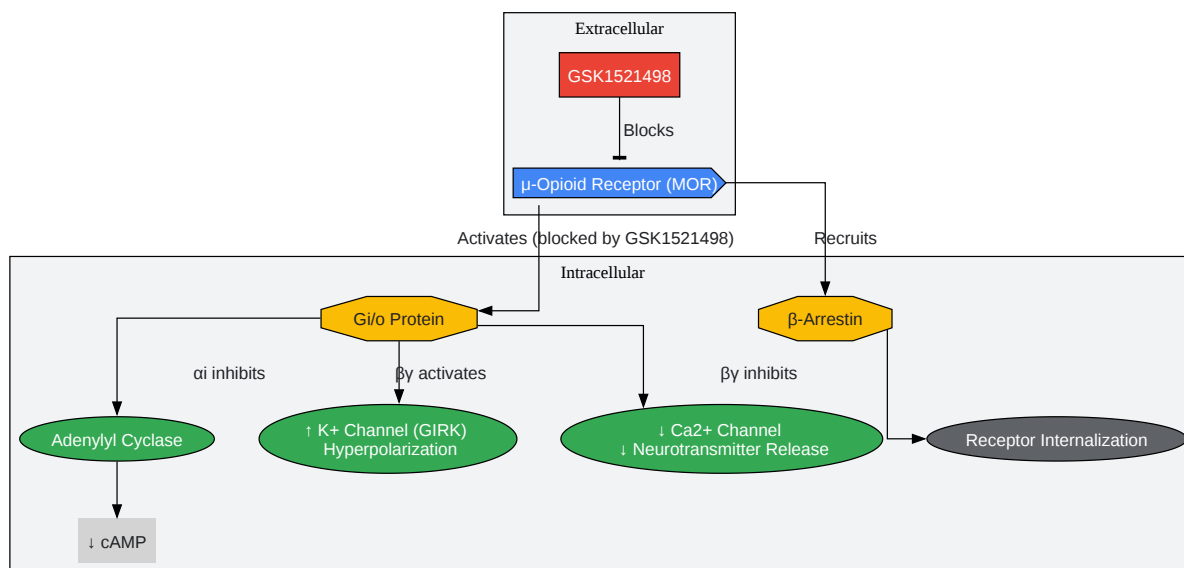 Extracellular
GSK1521498
Blocks
μ-Opioid Receptor (MOR)
Activates (blocked by GSK1521498)
Recruits
Intracellular
Gi/o Protein
β-Arrestin
αi inhibits
βγ activates
βγ inhibits
Adenylyl Cyclase
↑ K+ Channel (GIRK)
Hyperpolarization
↓ Ca2+ Channel
↓ Neurotransmitter Release
Receptor Internalization
↓ cAMP